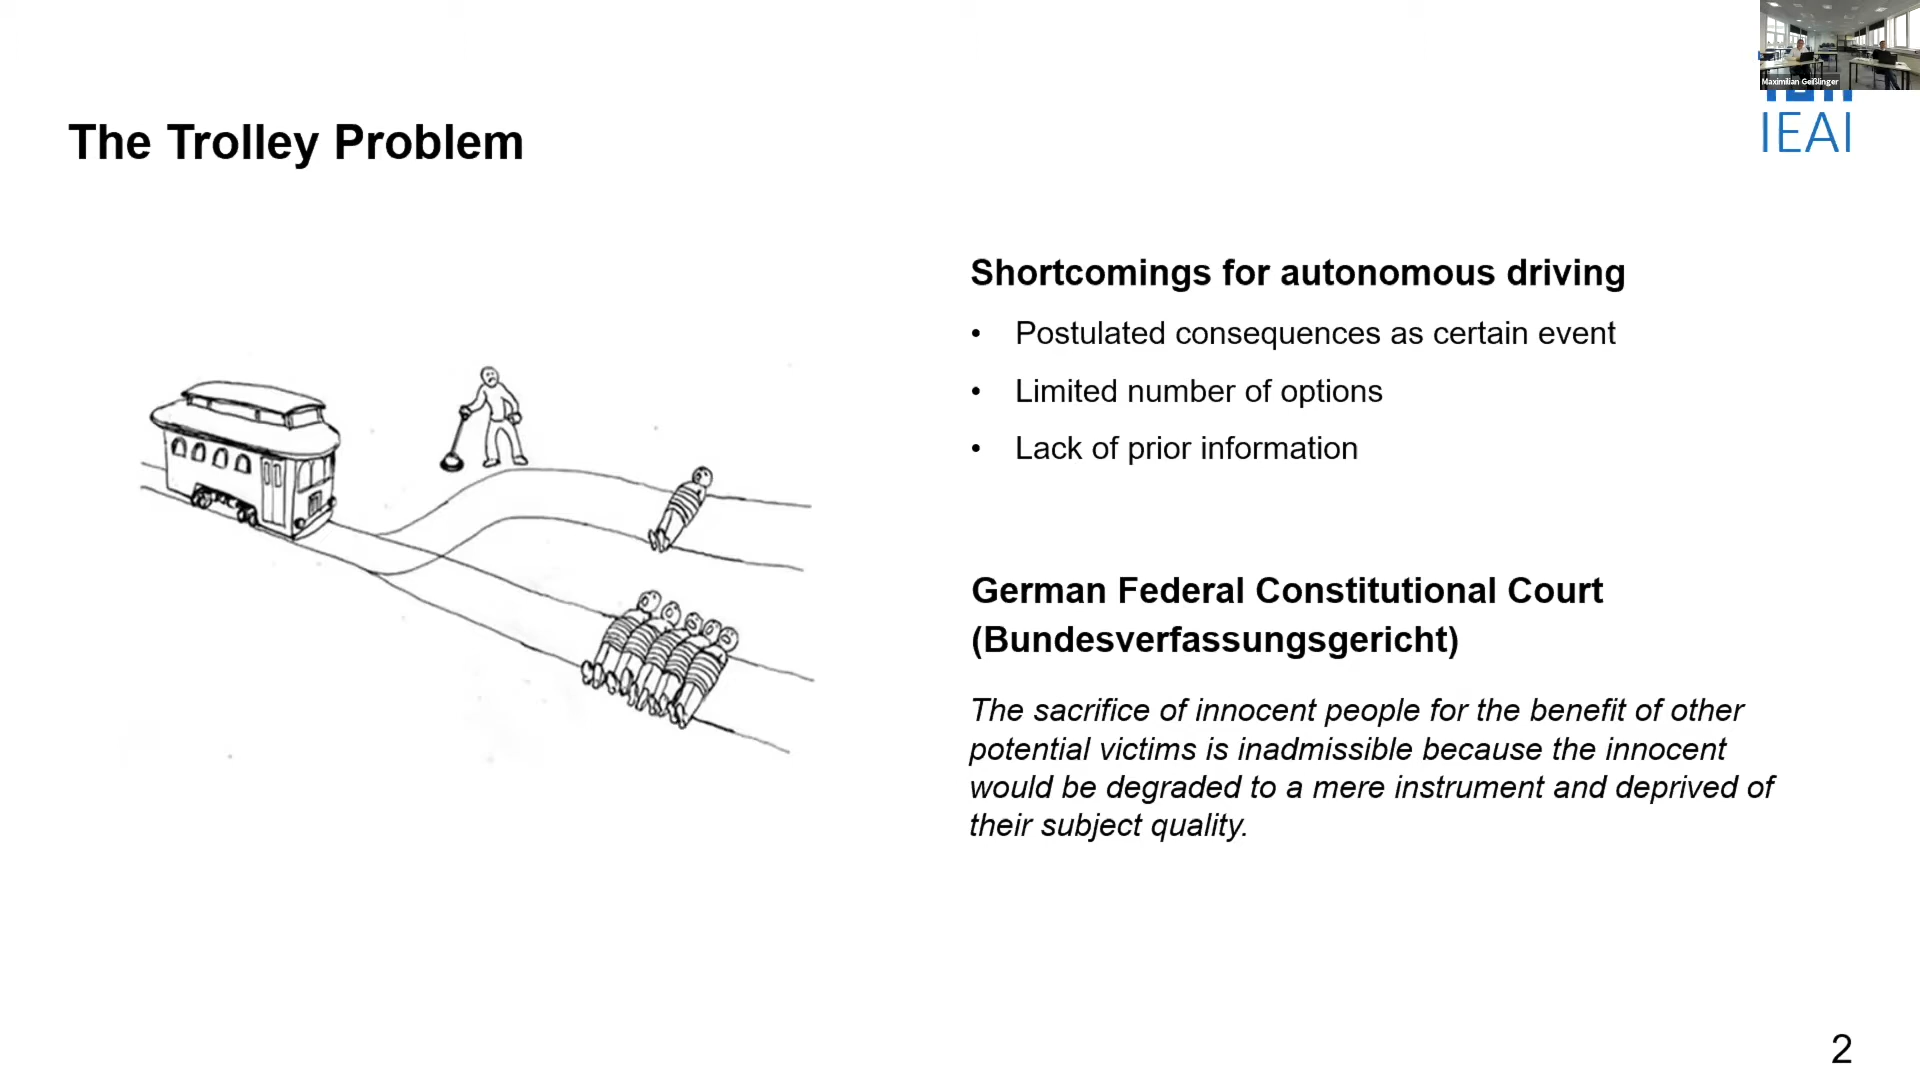 Maximilian Geißlinger
IEAI
The Trolley Problem
Shortcomings for autonomous driving
• Postulated consequences as certain event
• Limited number of options
• Lack of prior information
German Federal Constitutional Court
(Bundesverfassungsgericht)
The sacrifice of innocent people for the benefit of other
potential victims is inadmissible because the innocent
would be degraded to a mere instrument and deprived of
their subject quality.
2